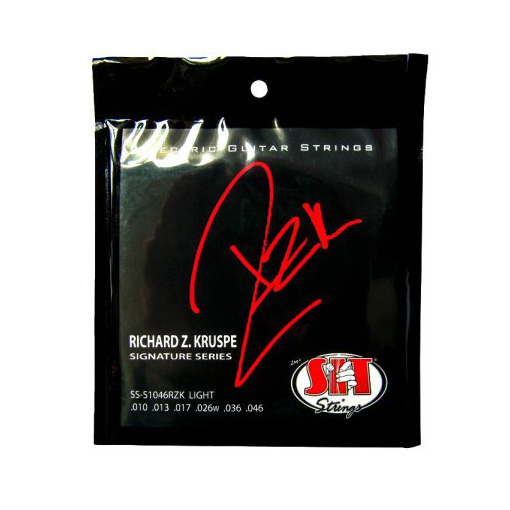 Electric Guitar Strings
RZK
RICHARD Z. KRUSPE
SIGNATURE SERIES
SS-S1046RZK LIGHT
.010 .013 .017 .026w .036 .046
SIT
Strings